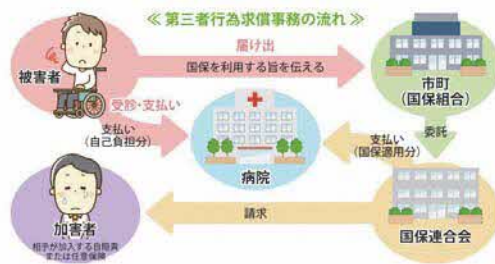 ≪ 第三者行為求償事務の流れ ≫
届け出
国保を利用する旨を伝える
被害者
市町
(国保組合)
受診・支払い
支払い
(自己負担分)
支払い
(国保適用分)
委託
病院
加害者
相手が加入する自賠責
または任意保険
請求
国保連合会